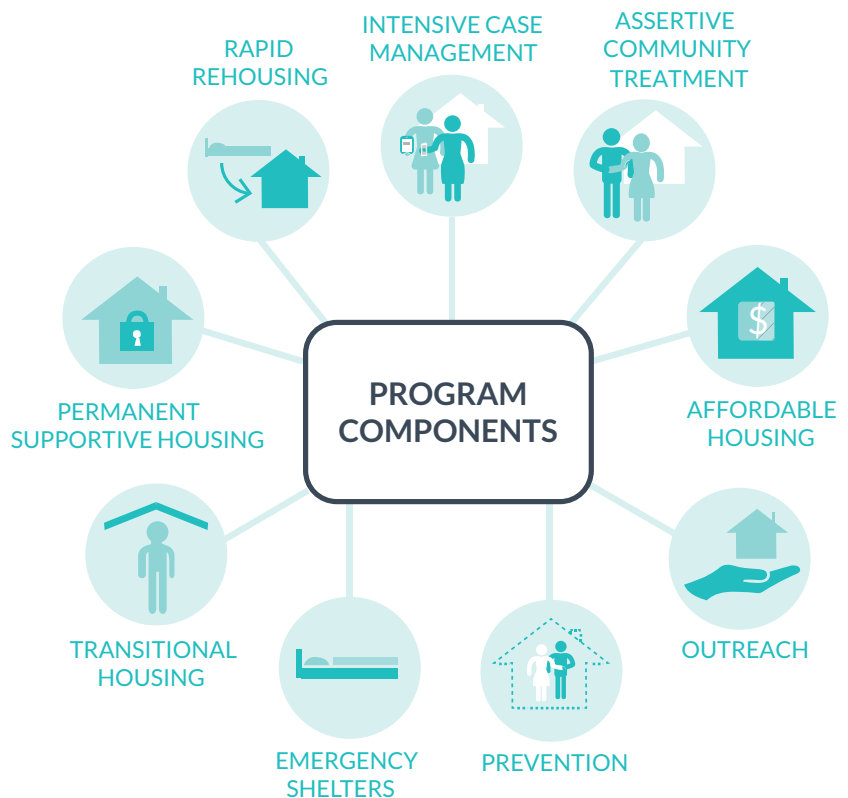 INTENSIVE CASE
MANAGEMENT
ASSERTIVE
COMMUNITY
TREATMENT
RAPID
REHOUSING
$
PROGRAM
COMPONENTS
PERMANENT
SUPPORTIVE HOUSING
AFFORDABLE
HOUSING
TRANSITIONAL
HOUSING
OUTREACH
EMERGENCY
SHELTERS
PREVENTION